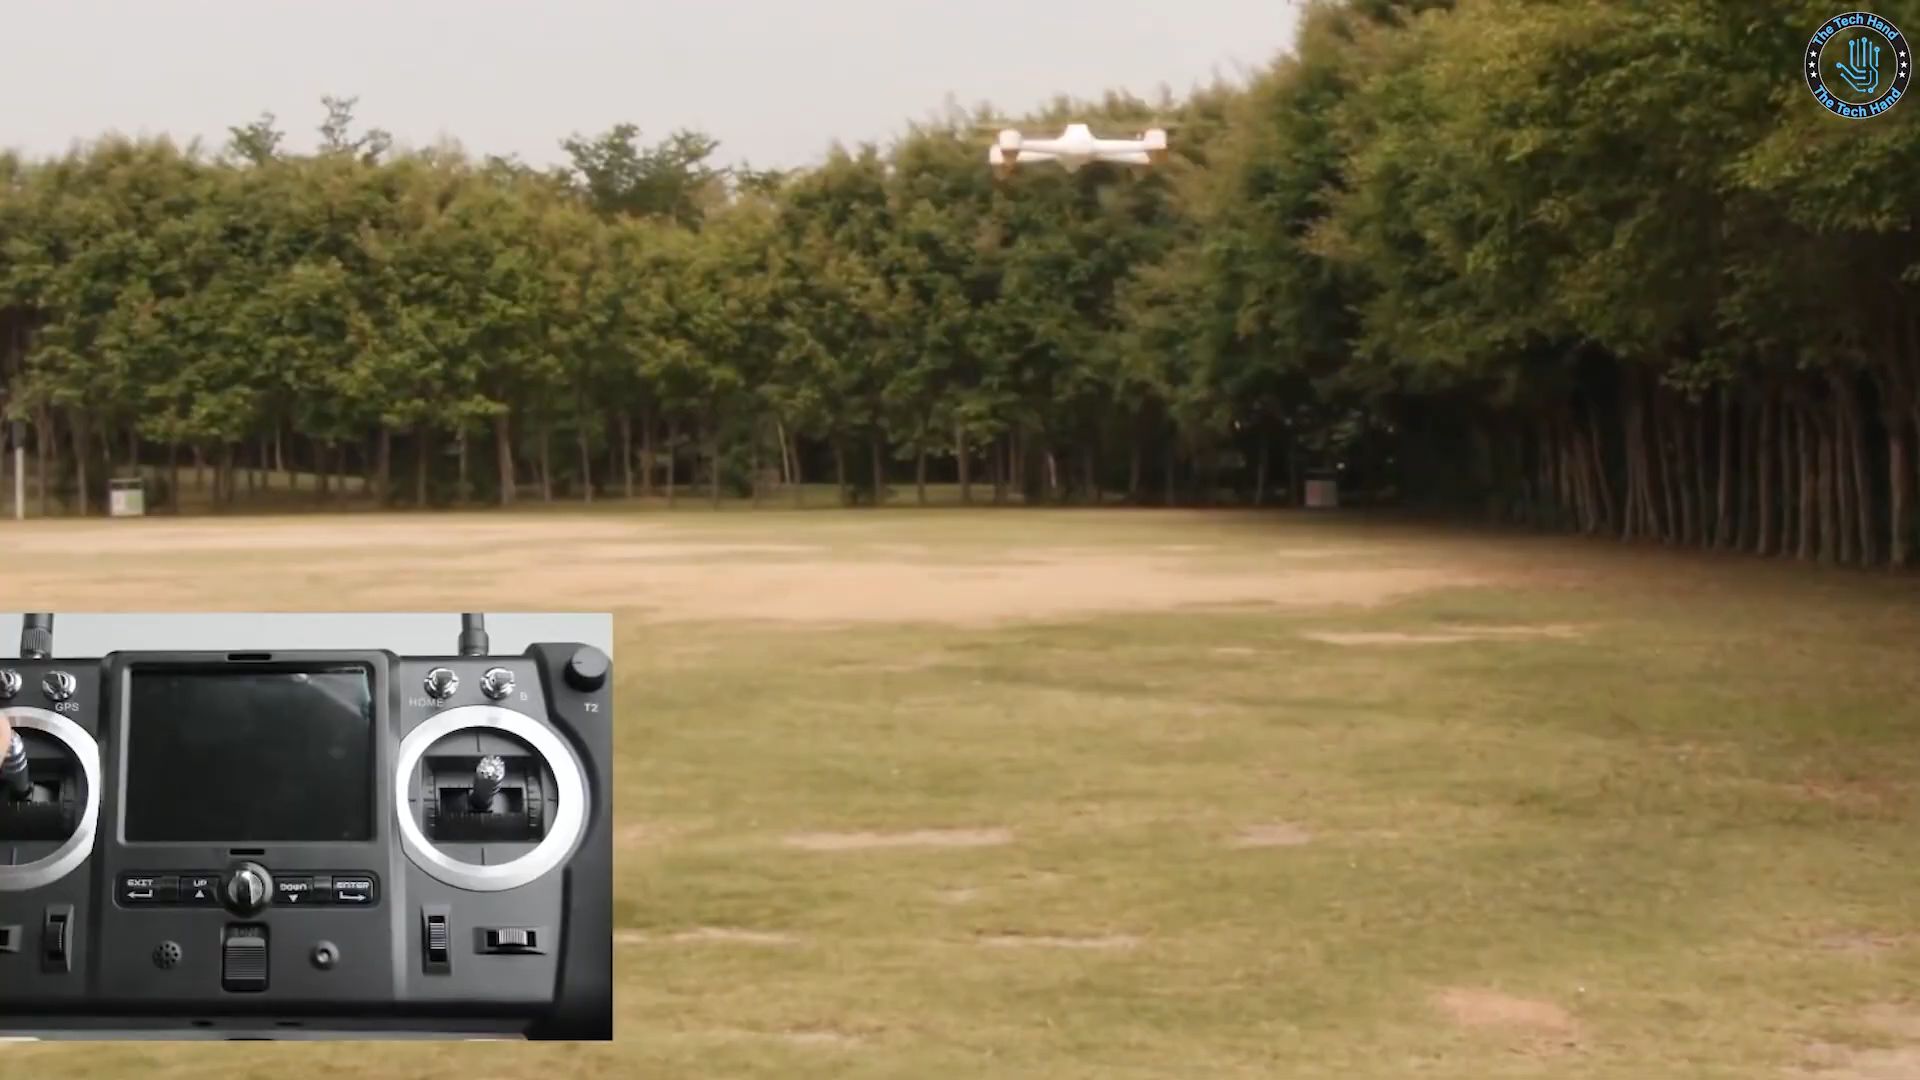 The Tech Hand
The Tech Hand
GPS
HOME
B
T2
EXIT
UP
DOWN
ENTER